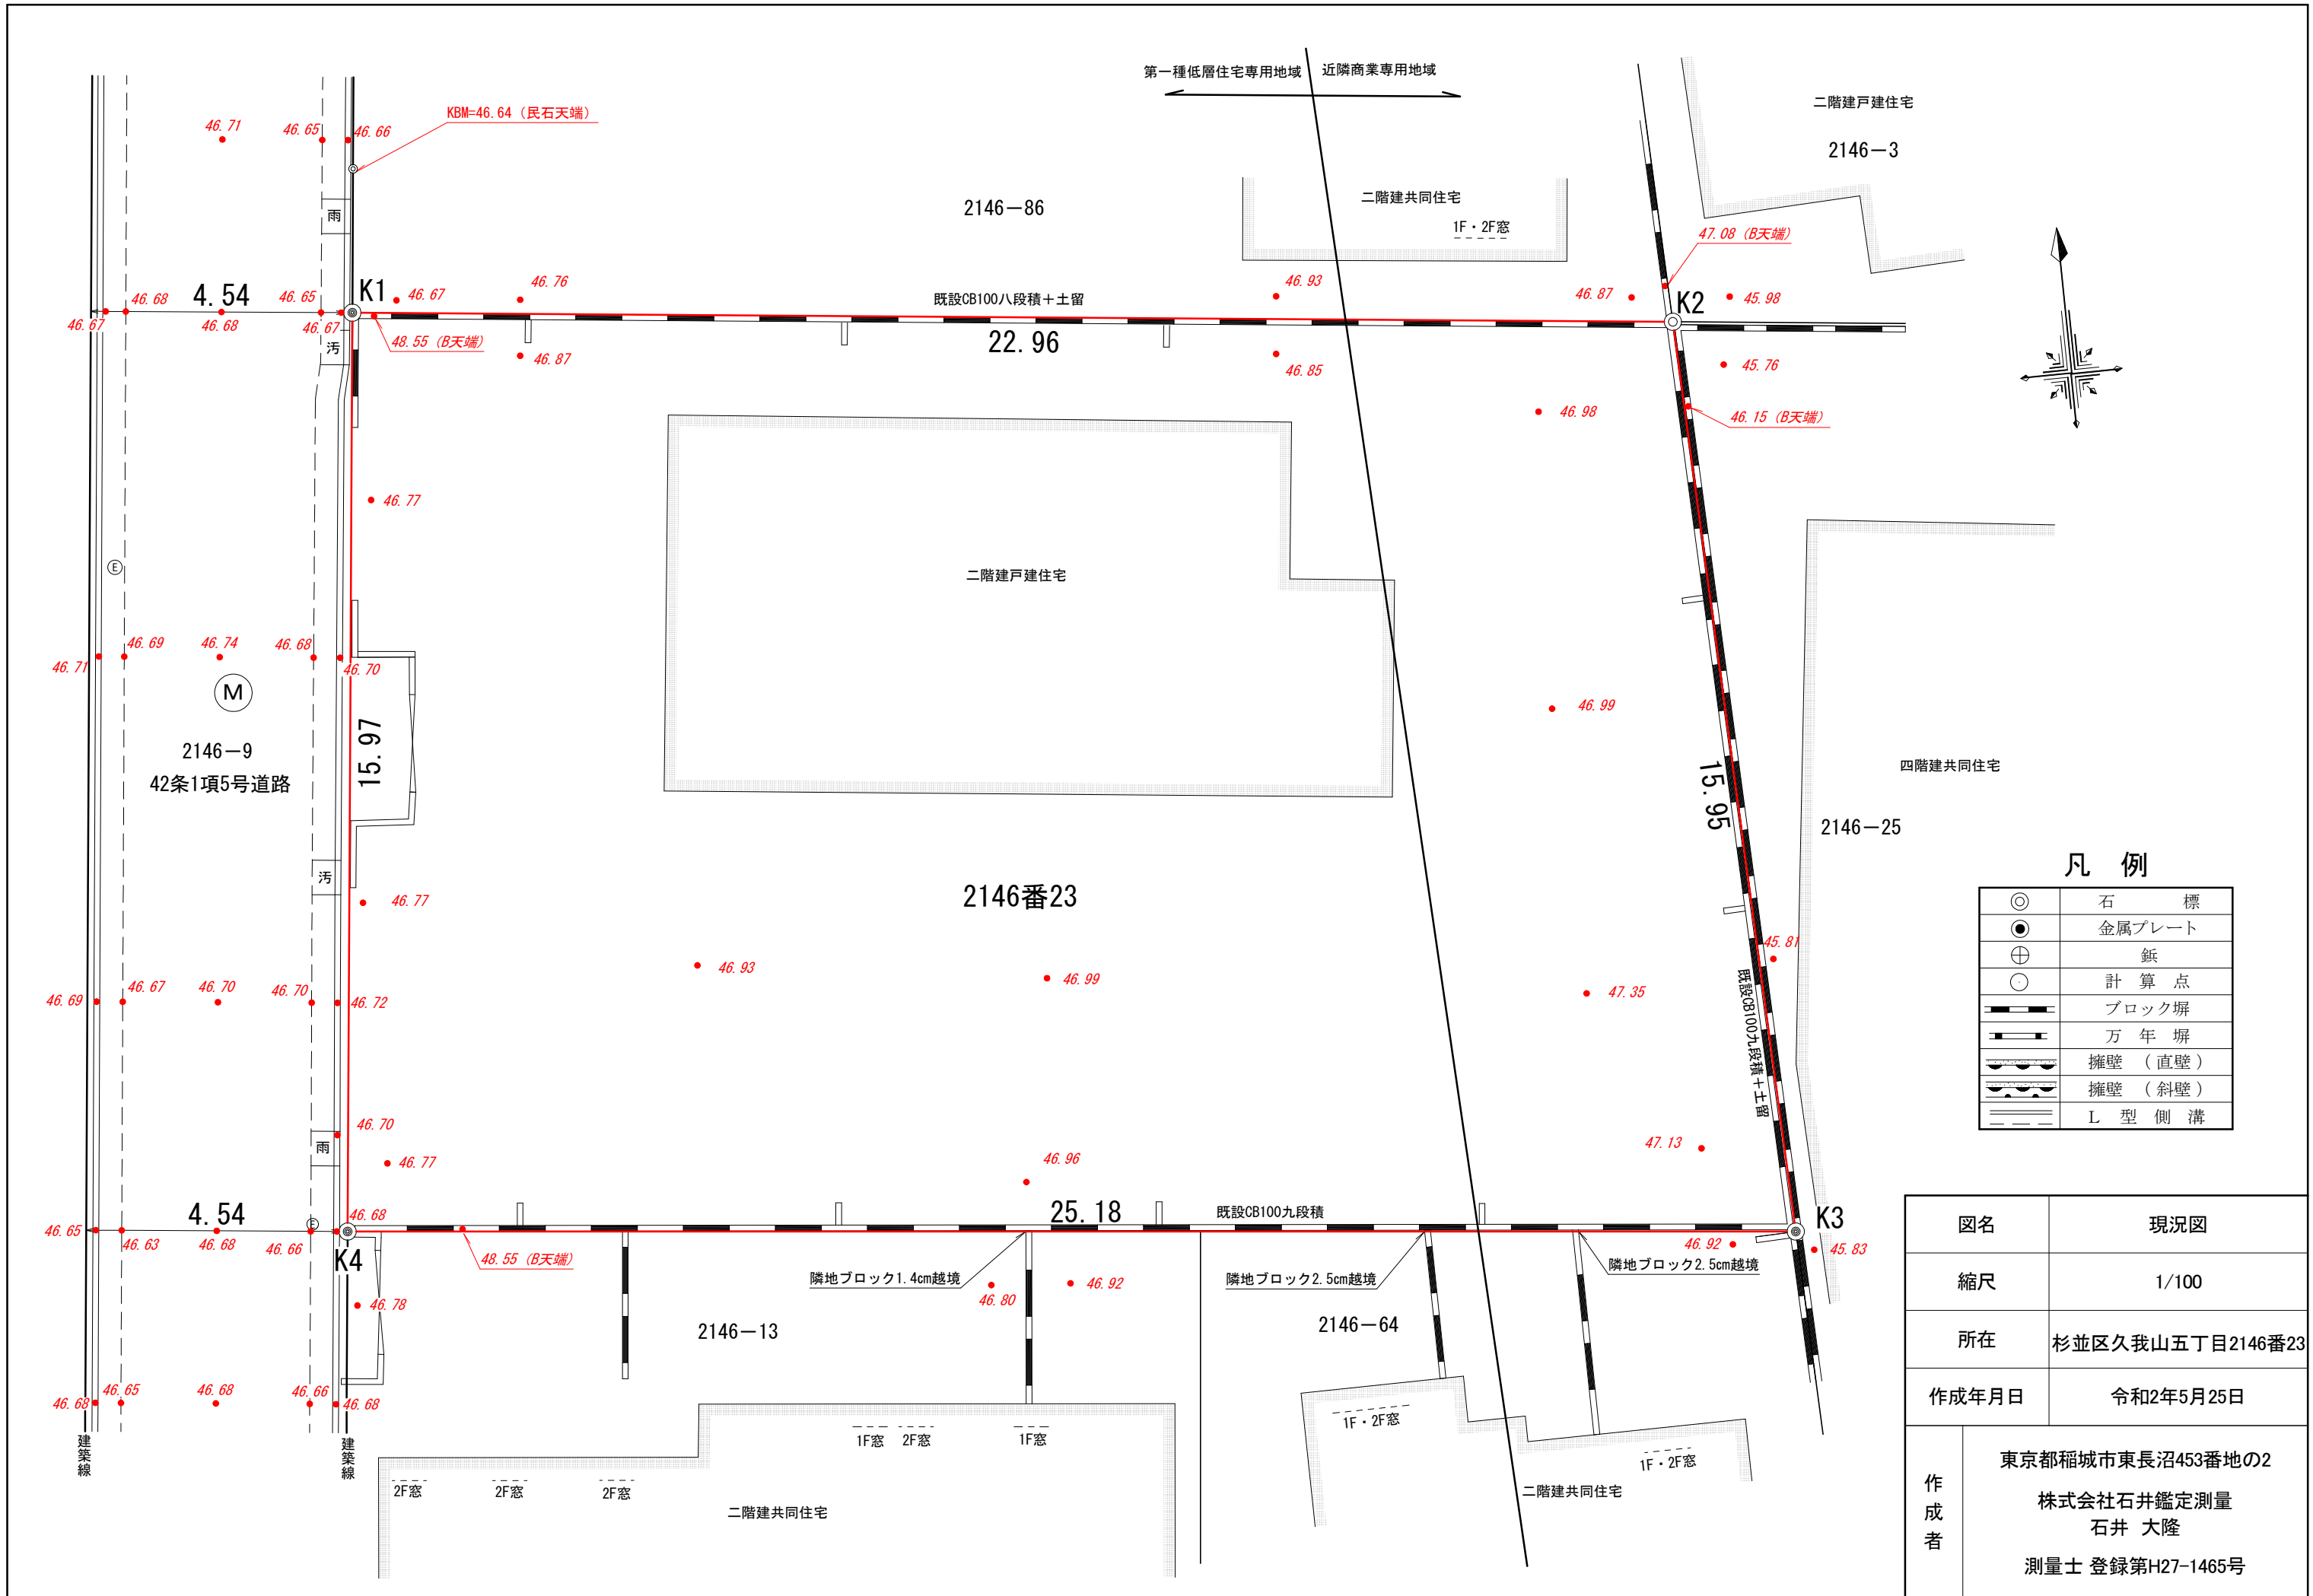 第一種低層住宅専用地域 近隣商業専用地域
KBM=46.64 (民石天端)
二階建戸建住宅
2146－3
46.71 46.65 46.66
雨
2146－86
二階建共同住宅
1F・2F窓
47.08 (B天端)
46.67 46.68 4.54 46.68 46.65 46.67 K1 46.67 46.76
既設CB100八段積＋土留
46.93 46.87 K2 45.98
汚
48.55 (B天端)
46.87
22.96
46.85
45.76
46.98
46.15 (B天端)
46.77
E
二階建戸建住宅
46.71 46.69 46.74 46.68 46.70
M
46.99
2146－9
42条1項5号道路
15.97
15.95
四階建共同住宅
2146－25
汚
46.77
2146番23
46.93
46.99
47.35
45.81
46.69 46.67 46.70 46.70 46.72
既設CB100九段積＋土留
雨
46.70
46.77
46.96
47.13
46.65 46.63 4.54 46.68 46.66 E 46.68 K4
48.55 (B天端)
25.18
既設CB100九段積
K3
46.92 45.83
隣地ブロック1.4cm越境
隣地ブロック2.5cm越境
隣地ブロック2.5cm越境
46.78
46.80 46.92
2146－13
2146－64
46.68 46.65 46.68 46.66 46.68
建築線
建築線
1F窓 2F窓 1F窓
1F・2F窓
1F・2F窓
2F窓 2F窓 2F窓
二階建共同住宅
二階建共同住宅
凡 例
石 標
金属プレート
鋲
計 算 点
ブロック塀
万 年 塀
擁壁 （直壁）
擁壁 （斜壁）
L 型 側 溝
図名 現況図
縮尺 1/100
所在 杉並区久我山五丁目2146番23
作成年月日 令和2年5月25日
作成者
東京都稲城市東長沼453番地の2
株式会社石井鑑定測量
石井 大隆
測量士 登録第H27-1465号